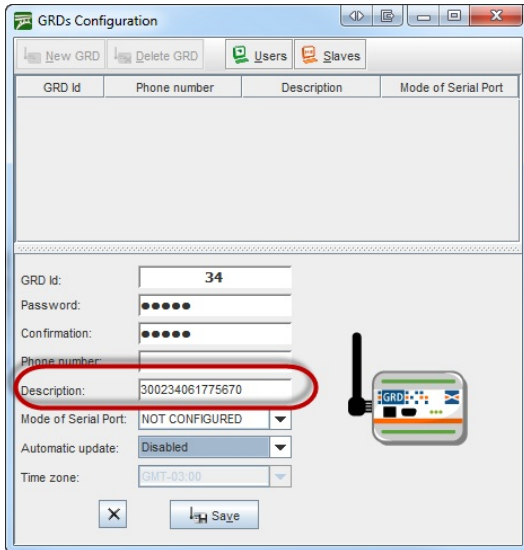 GRDs Configuration
New GRD Delete GRD Users Slaves
GRD Id Phone number Description Mode of Serial Port
GRD Id: 34
Password: ●●●●●
Confirmation: ●●●●●
Phone number:
Description: 300234061775670
Mode of Serial Port: NOT CONFIGURED
Automatic update: Disabled
Time zone: GMT-03:00
Save
GRD